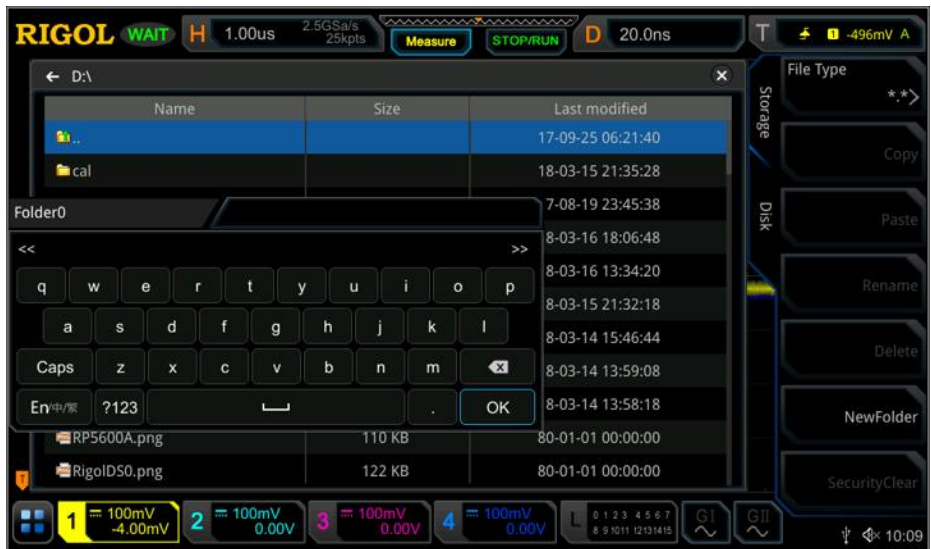 RIGOL WAIT H 1.00us 2.5GSa/s 25kpts Measure STOP/RUN D 20.0ns T 1 -496mV A
D:\
Name Size Last modified
.. 17-09-25 06:21:40
cal 18-03-15 21:35:28
7-08-19 23:45:38
8-03-16 18:06:48
8-03-16 13:34:20
8-03-15 21:32:18
8-03-14 15:46:44
8-03-14 13:59:08
8-03-14 13:58:18
RP5600A.png 110 KB 80-01-01 00:00:00
RigolDS0.png 122 KB 80-01-01 00:00:00
Folder0
<< >>
q w e r t y u i o p
a s d f g h j k l
Caps z x c v b n m
En/中/繁 ?123 . OK
Storage
Disk
File Type
*.*>
Copy
Paste
Rename
Delete
NewFolder
SecurityClear
T
1 100mV -4.00mV 2 100mV 0.00V 3 100mV 0.00V 4 100mV 0.00V L 0 1 2 3 4 5 6 7 GI GII
8 9 1011 12131415
10:09